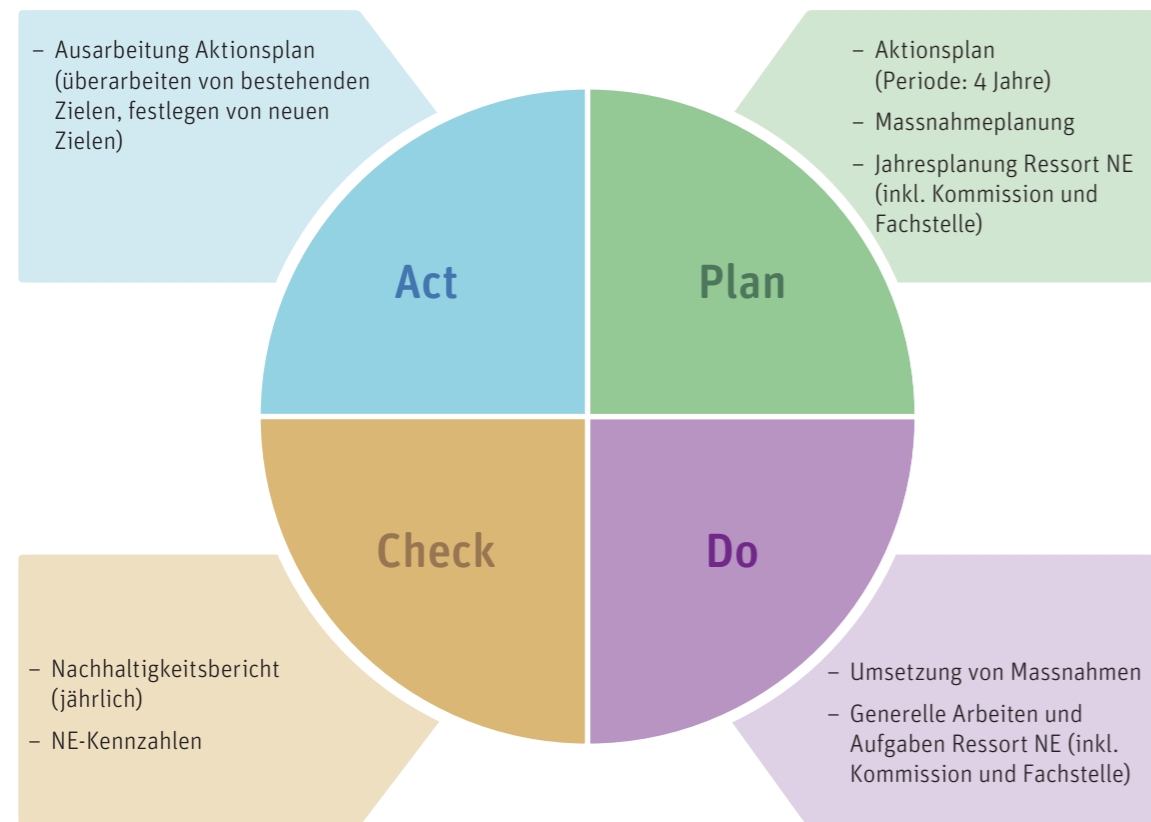 – Ausarbeitung Aktionsplan
(überarbeiten von bestehenden
Zielen, festlegen von neuen
Zielen)
– Aktionsplan
(Periode: 4 Jahre)
– Massnahmeplanung
– Jahresplanung Ressort NE
(inkl. Kommission und
Fachstelle)
Act
Plan
Check
Do
– Nachhaltigkeitsbericht
(jährlich)
– NE-Kennzahlen
– Umsetzung von Massnahmen
– Generelle Arbeiten und
Aufgaben Ressort NE (inkl.
Kommission und Fachstelle)